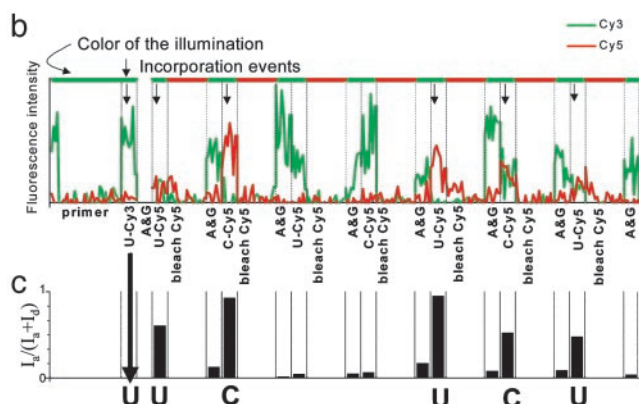 b
Cy3
Cy5
Color of the illumination
Incorporation events
Fluorescence intensity
primer
U-Cy3
A&G
U-Cy5
bleach Cy5
A&G
C-Cy5
bleach Cy5
A&G
U-Cy5
bleach Cy5
A&G
C-Cy5
bleach Cy5
A&G
U-Cy5
bleach Cy5
A&G
C-Cy5
bleach Cy5
A&G
U-Cy5
bleach Cy5
A&G
c
1
0
Ia/(Ia+Id)
U U C U C U